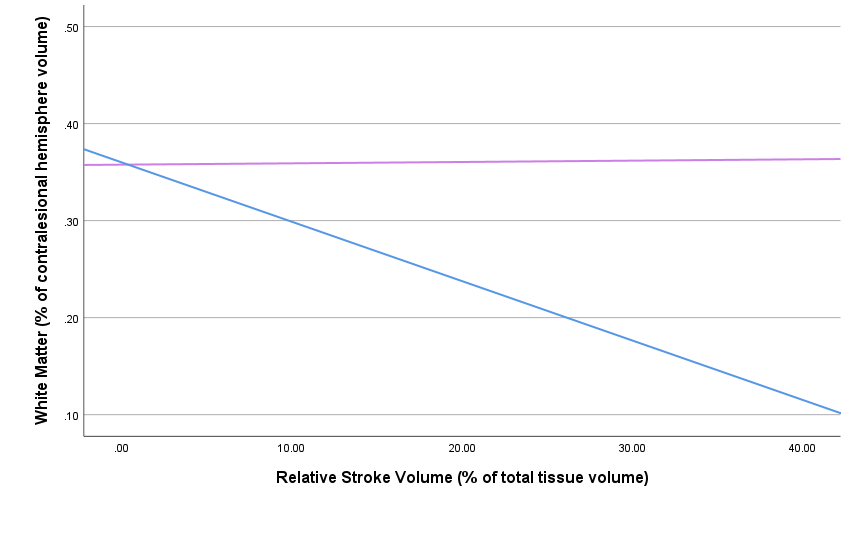 White Matter (% of contralesional hemisphere volume)
.50
.40
.30
.20
.10
.00 10.00 20.00 30.00 40.00
Relative Stroke Volume (% of total tissue volume)